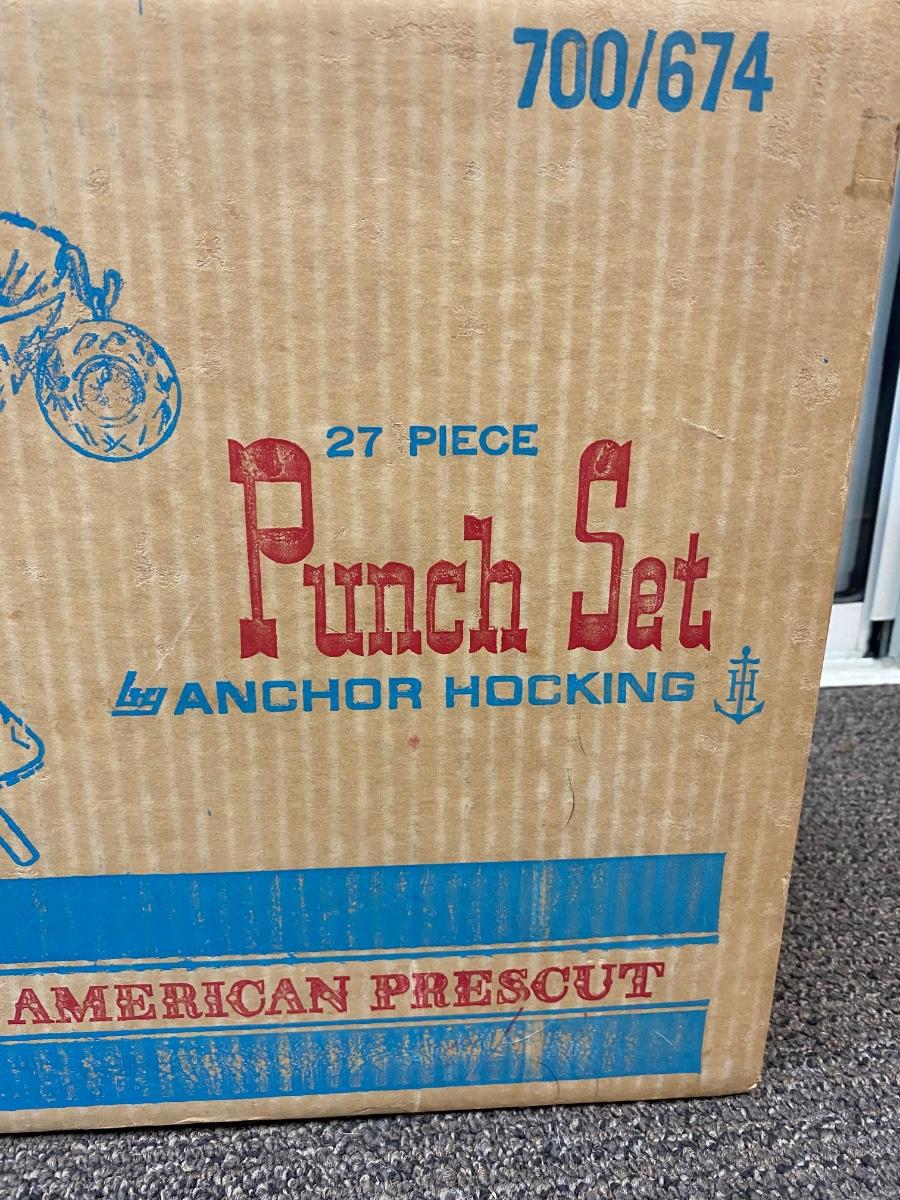 700/674
27 PIECE
Punch Set
by ANCHOR HOCKING
AMERICAN PRESCUT